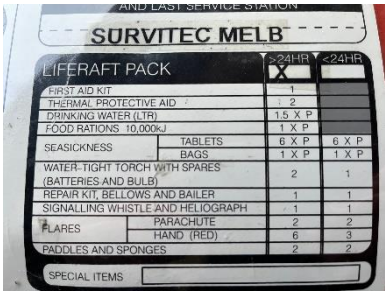 AND LAST SERVICE STATION
SURVITEC MELB
LIFERAFT PACK >24HR <24HR
X
FIRST AID KIT 1
THERMAL PROTECTIVE AID 2
DRINKING WATER (LTR) 1.5 X P
FOOD RATIONS 10,000kJ 1 X P
SEASICKNESS TABLETS 6 X P 6 X P
BAGS 1 X P 1 X P
WATER-TIGHT TORCH WITH SPARES
(BATTERIES AND BULB) 2 1
REPAIR KIT, BELLOWS AND BAILER 1 1
SIGNALLING WHISTLE AND HELIOGRAPH 1 1
FLARES PARACHUTE 2 2
HAND (RED) 6 3
PADDLES AND SPONGES 2 2
SPECIAL ITEMS